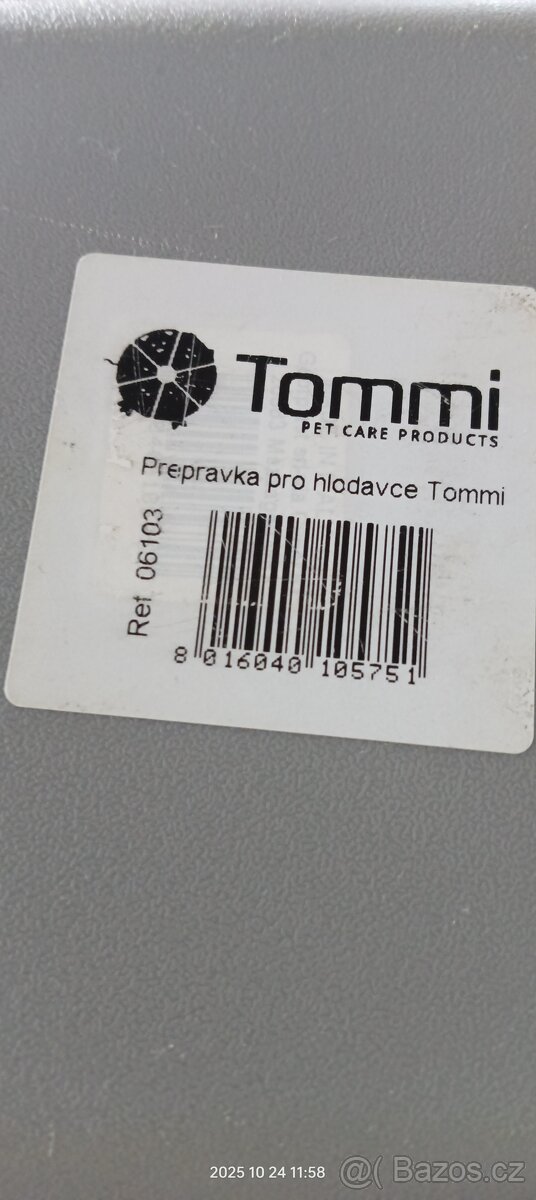 Tommi
PET CARE PRODUCTS
Prepravka pro hlodavce Tommi
Ref 06103
8 016040 105751
2025 10 24 11:58
@( Bazos.cz